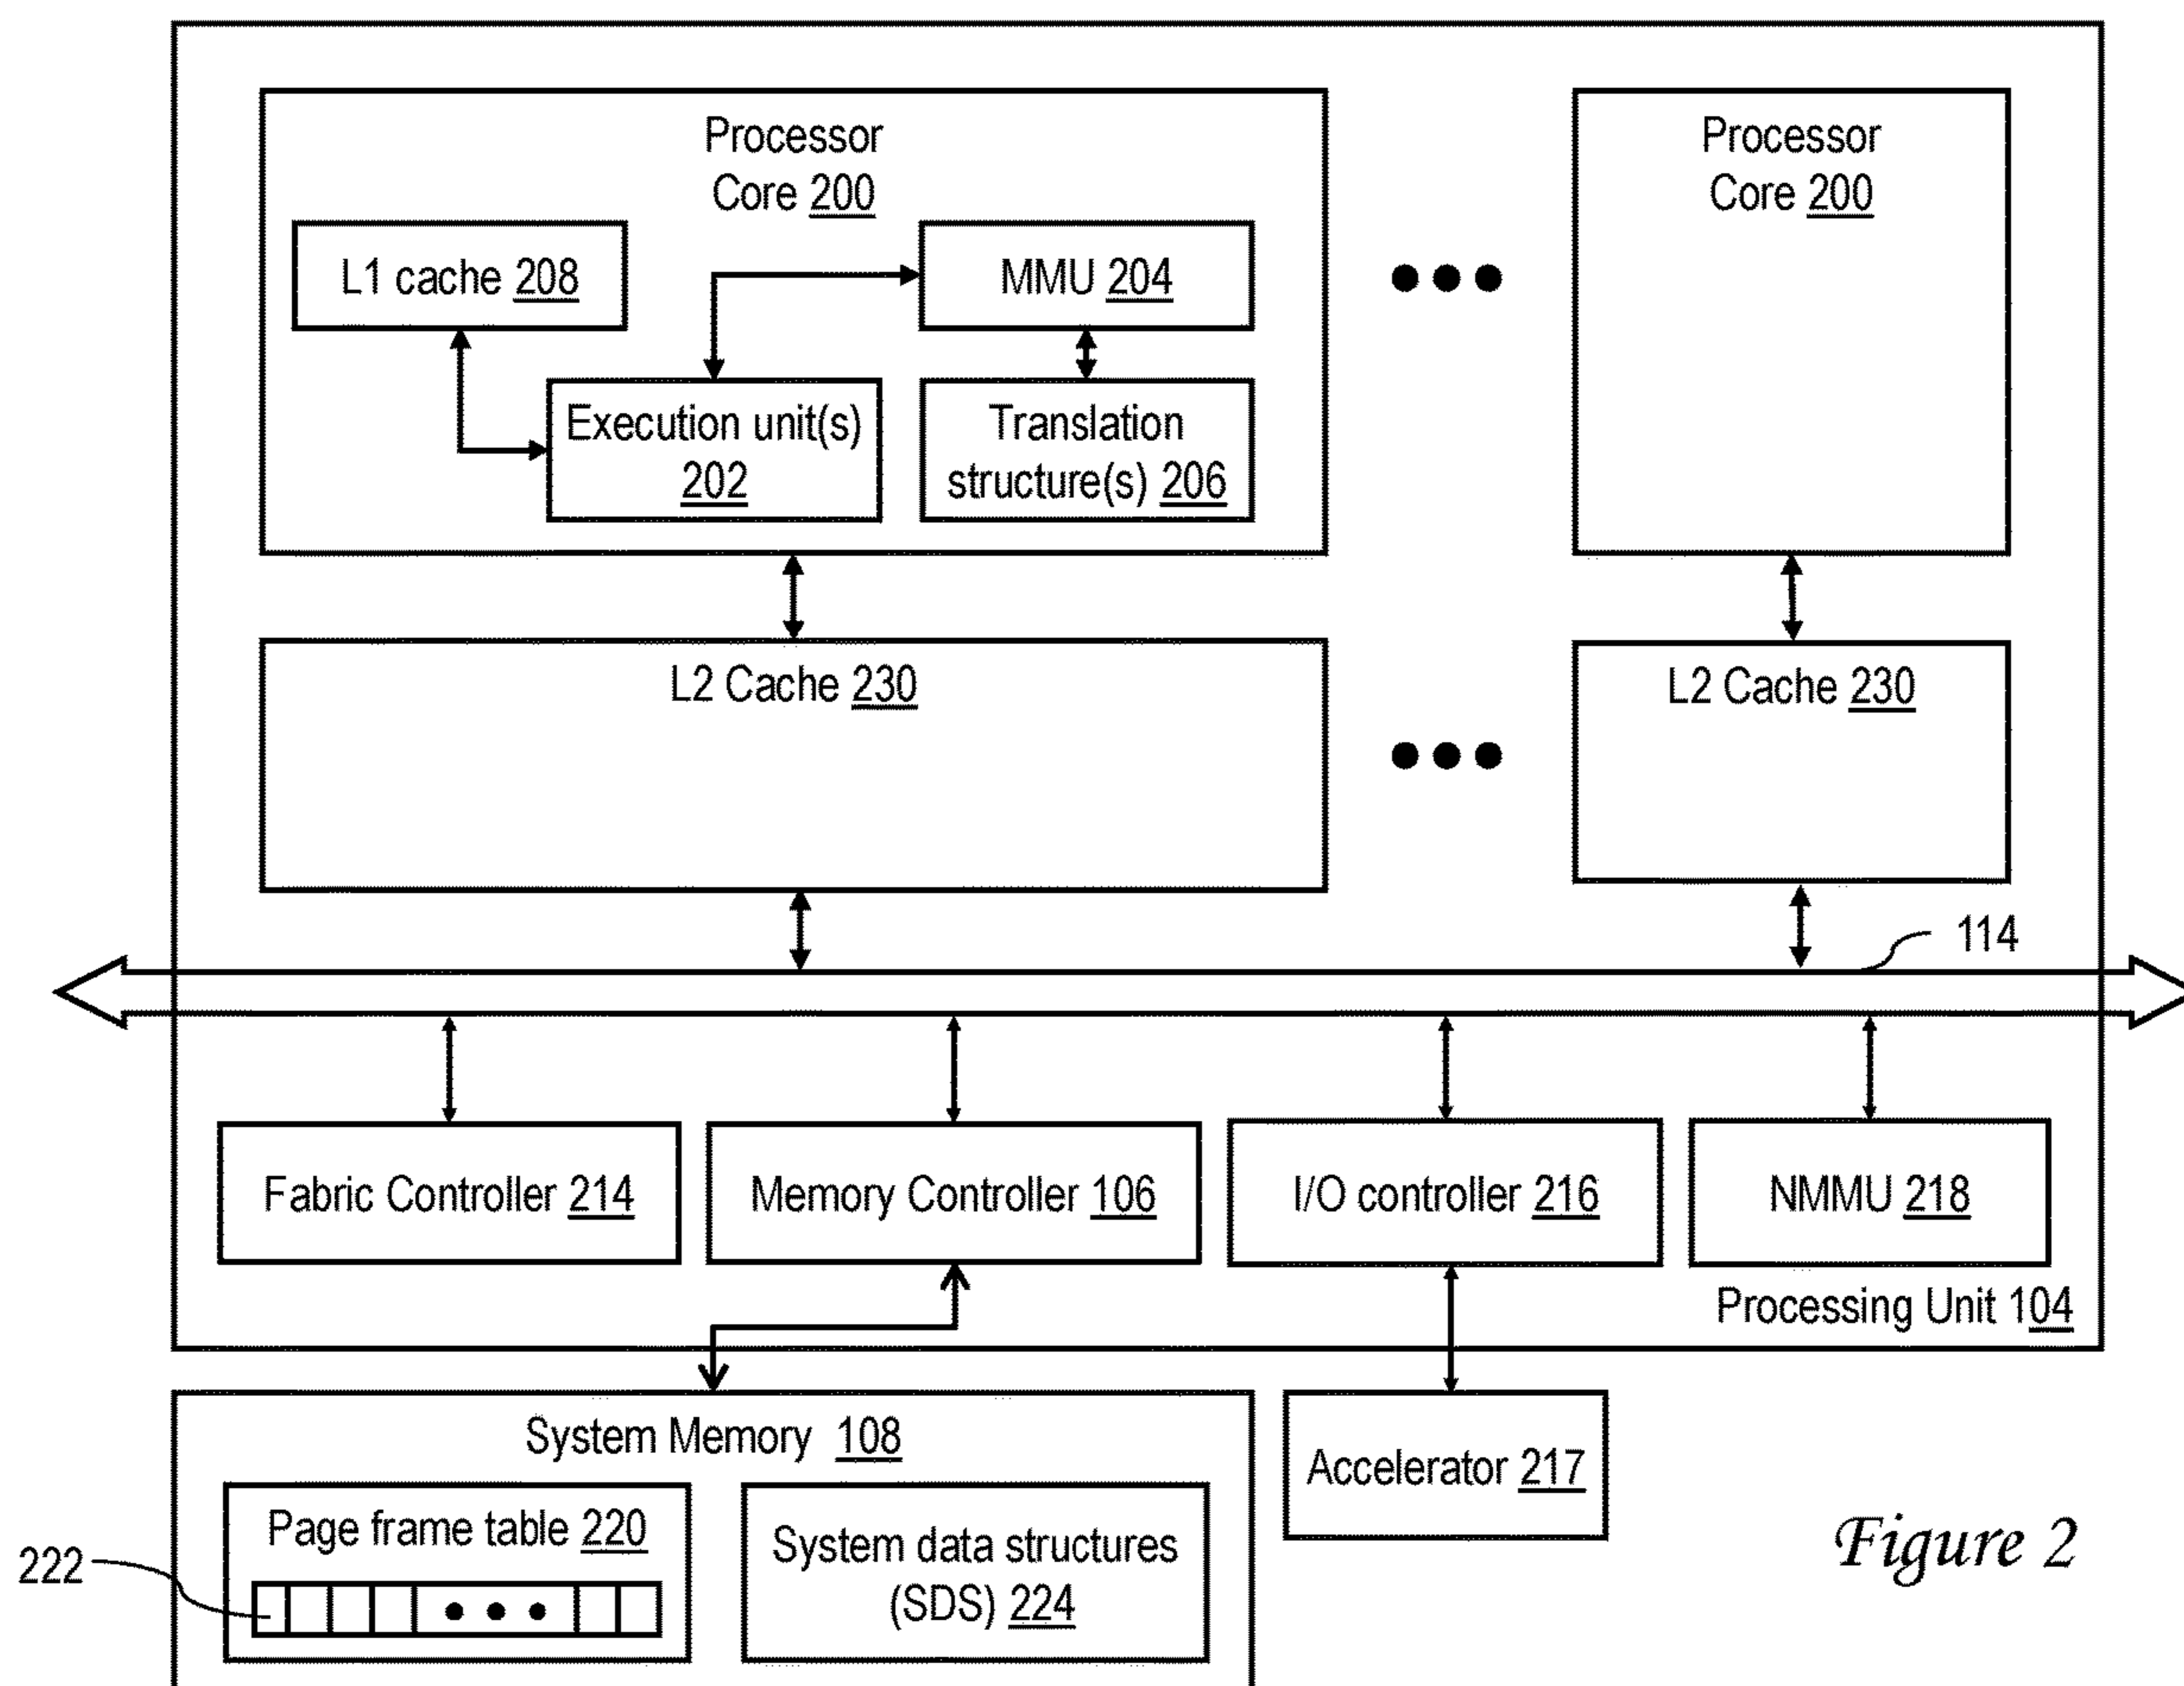 Processor
Core 200
L1 cache 208
MMU 204
Execution unit(s)
202
Translation
structure(s) 206
Processor
Core 200
L2 Cache 230
L2 Cache 230
114
Fabric Controller 214
Memory Controller 106
I/O controller 216
NMMU 218
Processing Unit 104
System Memory 108
Page frame table 220
222
System data structures
(SDS) 224
Accelerator 217
Figure 2